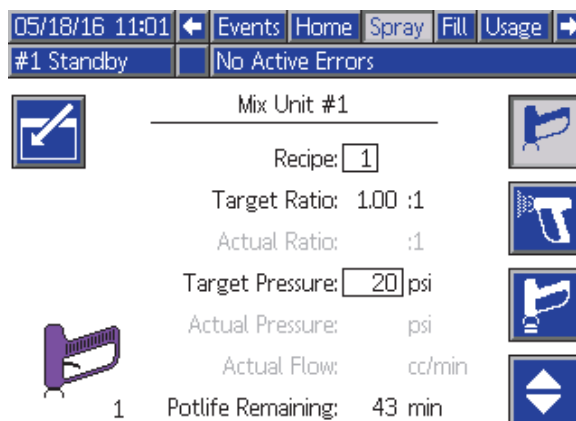 05/18/16 11:01 Events Home Spray Fill Usage
#1 Standby No Active Errors
Mix Unit #1
Recipe: 1
Target Ratio: 1.00 :1
Actual Ratio: :1
Target Pressure: 20 psi
Actual Pressure: psi
Actual Flow: cc/min
1 Potlife Remaining: 43 min